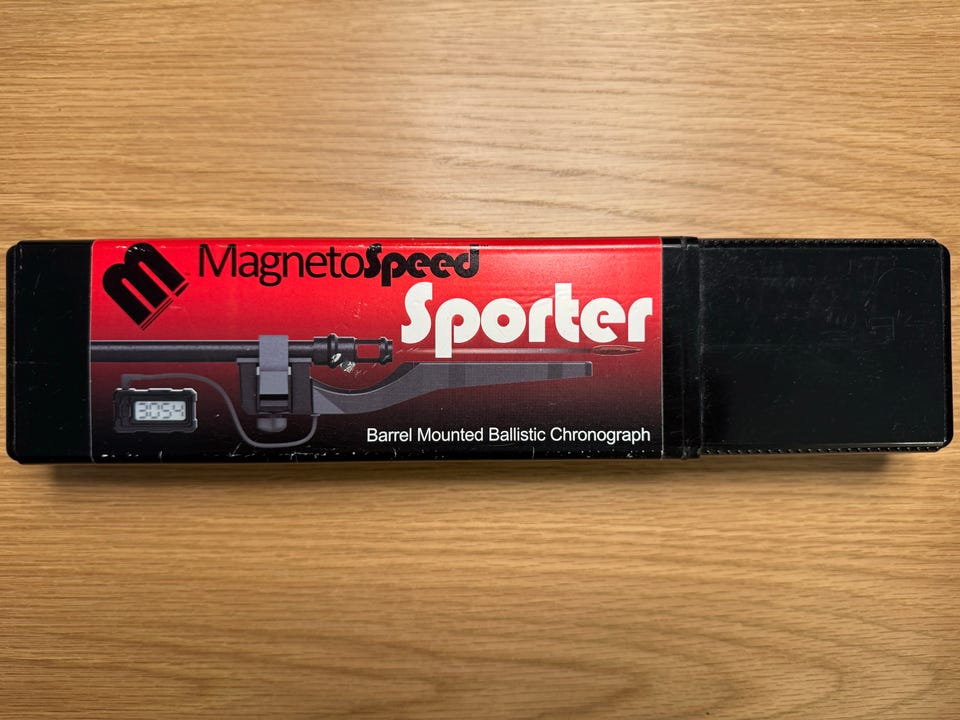 MagnetoSpeed
Sporter
3054
Barrel Mounted Ballistic Chronograph